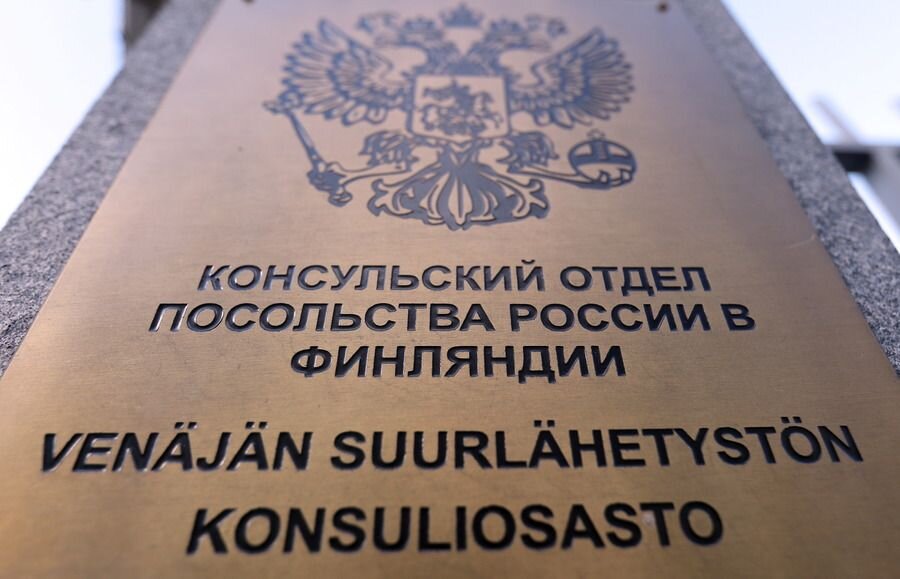 КОНСУЛЬСКИЙ ОТДЕЛ
ПОСОЛЬСТВА РОССИИ В
ФИНЛЯНДИИ
VENÄJÄN SUURLÄHETYSTÖN
KONSULIOSASTO